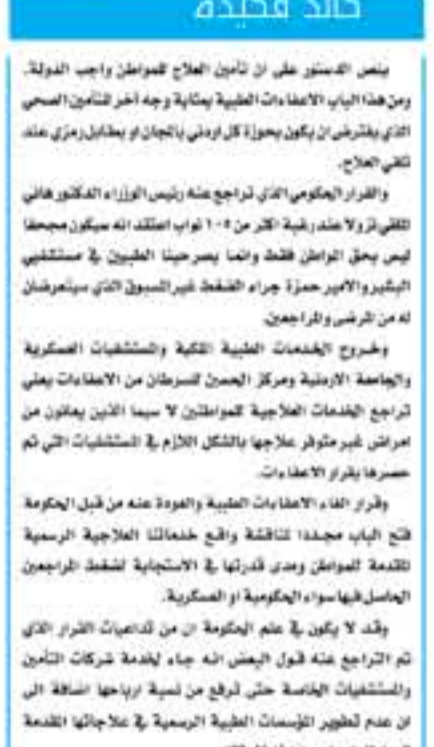 خالد فخيدة
ينص الدستور على ان تأمين العلاج للمواطن واجب الدولة.
ومن هذا الباب الاعفاءات الطبية بمثابة وجه آخر للتأمين الصحي
الذي يفترض ان يكون بحوزة كل اردني بالمجان او بمقابل رمزي عند
تلقي العلاج.
والقرار الحكومي الذي تراجع عنه رئيس الوزراء الدكتور هاني
الملقي نزولا عند رغبة اكثر من ١٠٥ نواب اعتقد انه سيكون مجحفا
ليس بحق المواطن فقط وانما بصرحينا الطبيين في مستشفيي
البشير والامير حمزة جراء الضغط غير المسبوق الذي سيتعرضان
له من المرضى والمراجعين.
وخروج الخدمات الطبية الملكية والمستشفيات العسكرية
والجامعة الاردنية ومركز الحسين للسرطان من الاعفاءات يعني
تراجع الخدمات العلاجية للمواطنين لا سيما الذين يعانون من
امراض غير متوفر علاجها بالشكل اللازم في المستشفيات التي تم
حصرها بقرار الاعفاءات.
وقرار الغاء الاعفاءات الطبية والعودة عنه من قبل الحكومة
فتح الباب مجددا لمناقشة واقع خدماتنا العلاجية الرسمية
المقدمة للمواطن ومدى قدرتها في الاستجابة لضغط المراجعين
الحاصل فيها سواء الحكومية او العسكرية.
وقد لا يكون في علم الحكومة ان من تداعيات القرار الذي
تم التراجع عنه قول البعض انه جاء لخدمة شركات التأمين
والمستشفيات الخاصة حتى ترفع من نسبة ارباحها اضافة الى
ان عدم تطوير المؤسسات الطبية الرسمية في علاجاتها المقدمة